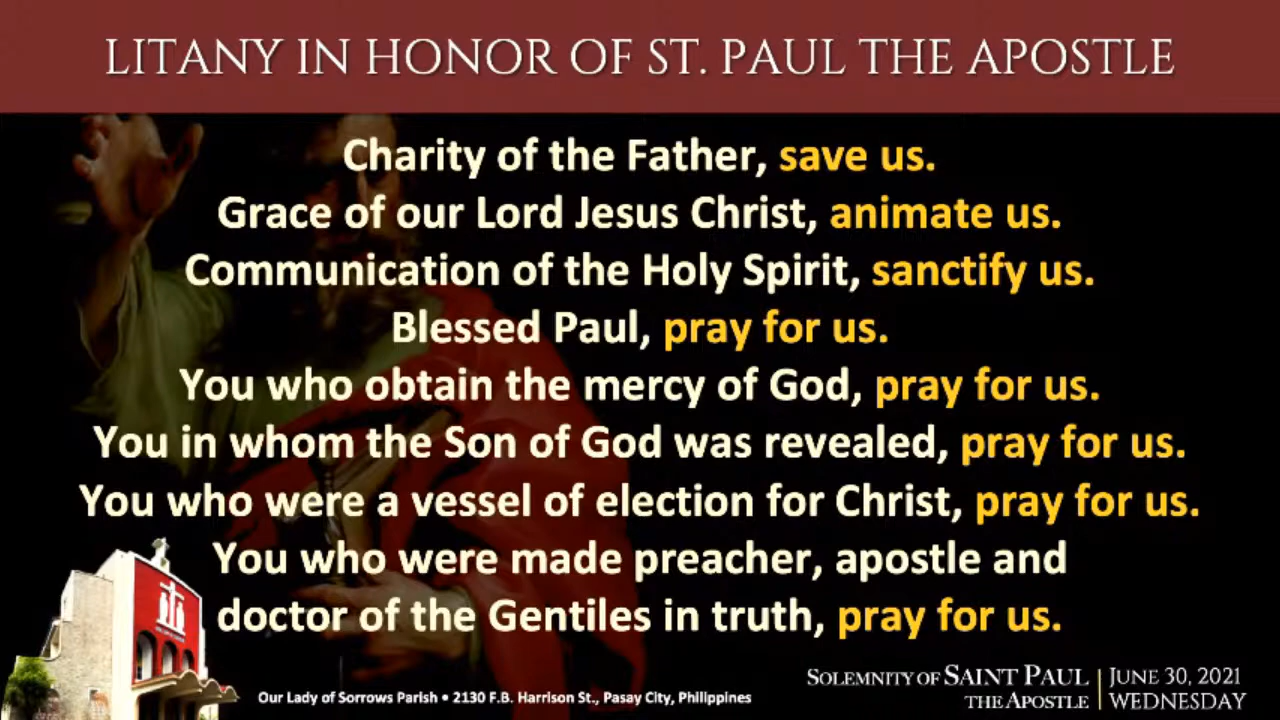 LITANY IN HONOR OF ST. PAUL THE APOSTLE
Charity of the Father, save us.
Grace of our Lord Jesus Christ, animate us.
Communication of the Holy Spirit, sanctify us.
Blessed Paul, pray for us.
You who obtain the mercy of God, pray for us.
You in whom the Son of God was revealed, pray for us.
You who were a vessel of election for Christ, pray for us.
You who were made preacher, apostle and
doctor of the Gentiles in truth, pray for us.
Our Lady of Sorrows Parish • 2130 F.B. Harrison St., Pasay City, Philippines
SOLEMNITY OF SAINT PAUL
THE APOSTLE
JUNE 30, 2021
WEDNESDAY